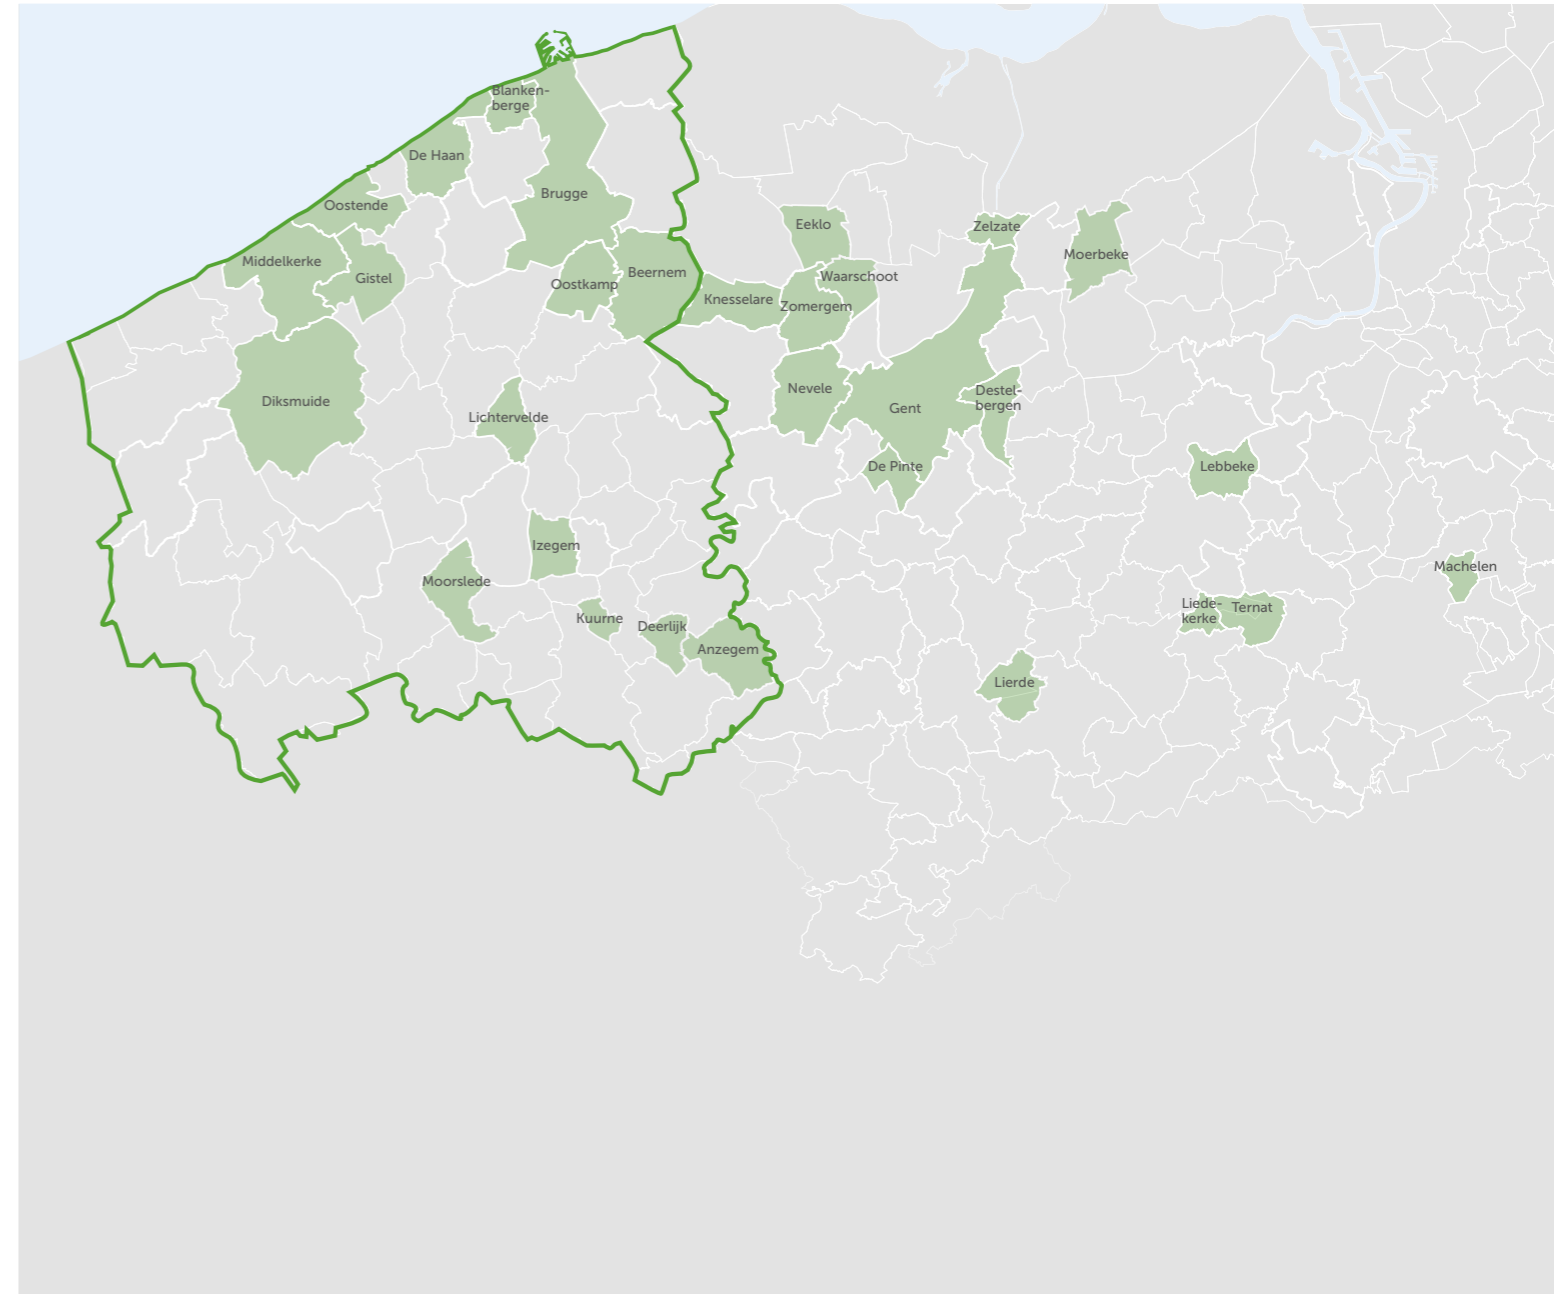 Blanken-
berge
De Haan
Brugge
Oostende
Eeklo
Zelzate
Moerbeke
Middelkerke
Gistel
Oostkamp
Beernem
Knesselare
Waarschoot
Zomergem
Diksmuide
Lichtervelde
Nevele
Gent
Destel-
bergen
De Pinte
Lebbeke
Izegem
Moorslede
Machelen
Kuurne
Deerlijk
Anzegem
Liede-
kerke
Ternat
Lierde